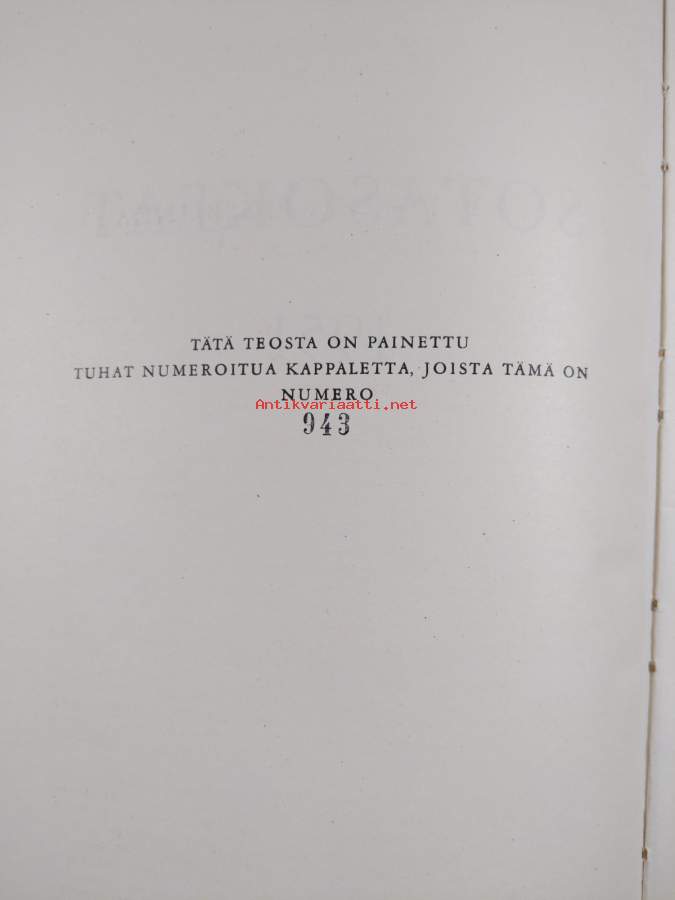 TÄTÄ TEOSTA ON PAINETTU
TUHAT NUMEROITUA KAPPALETTA, JOISTA TÄMÄ ON
NUMERO
Antikvariaatti.net
943